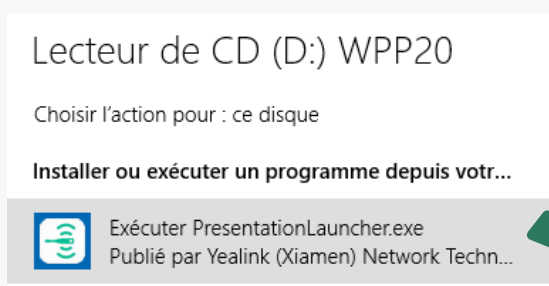 Lecteur de CD (D:) WPP20
Choisir l’action pour : ce disque
Installer ou exécuter un programme depuis votr...
Exécuter PresentationLauncher.exe
Publié par Yealink (Xiamen) Network Techn...